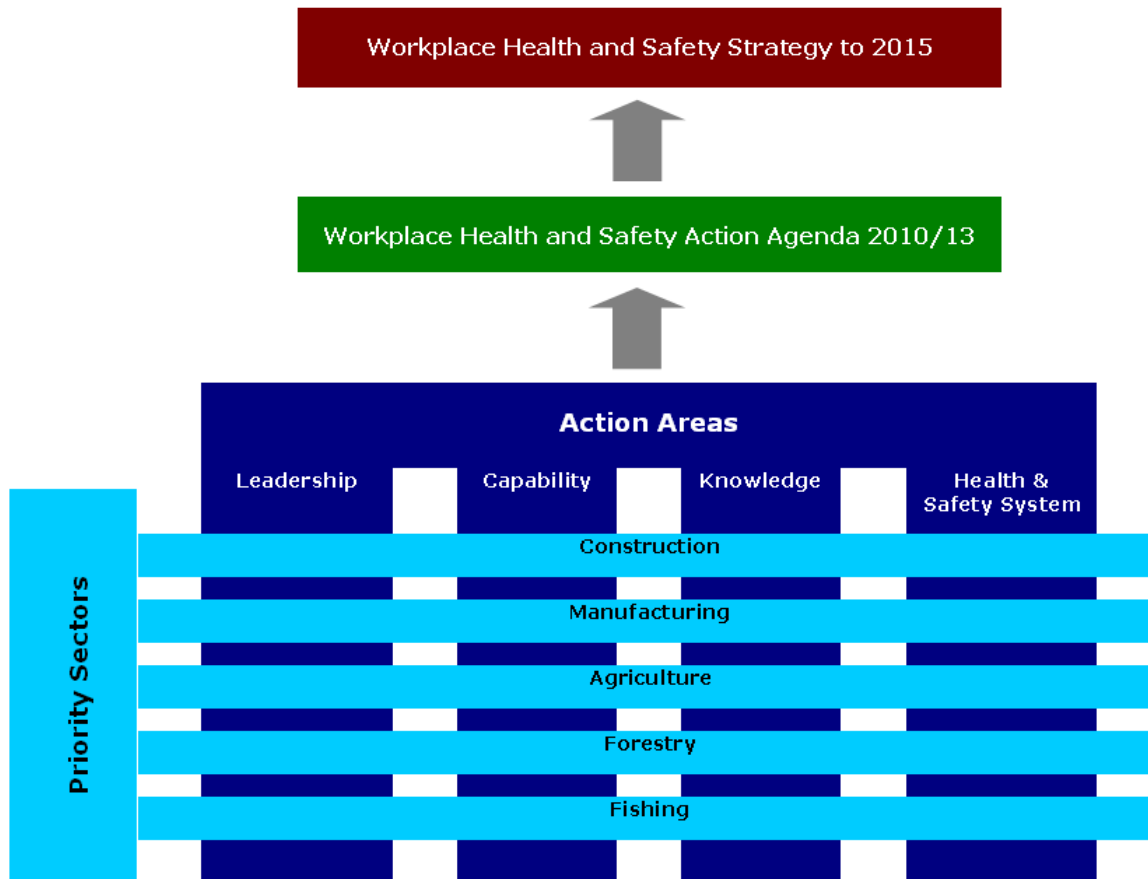 Workplace Health and Safety Strategy to 2015
Workplace Health and Safety Action Agenda 2010/13
Action Areas
Leadership
Capability
Knowledge
Health &
Safety System
Priority Sectors
Construction
Manufacturing
Agriculture
Forestry
Fishing